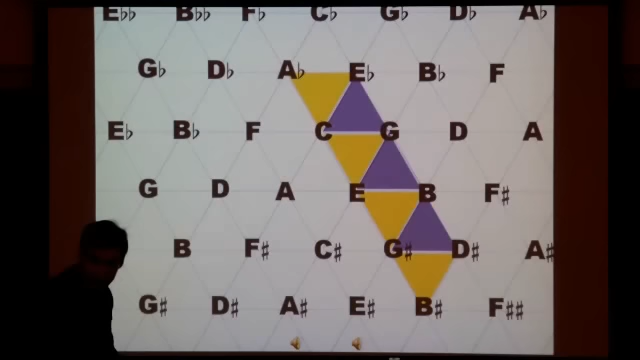 E♭♭ B♭♭ F♭ C♭ G♭ D♭ A♭
G♭ D♭ A♭ E♭ B♭ F
E♭ B♭ F C G D A
G D A E B F♯
B F♯ C♯ G♯ D♯ A♯
G♯ D♯ A♯ E♯ B♯ F♯♯